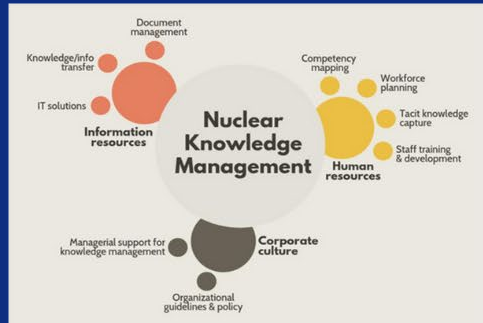 Document
management
Knowledge/info
transfer
IT solutions
Information
resources
Nuclear
Knowledge
Management
Competency
mapping
Workforce
planning
Tacit knowledge
capture
Staff training
& development
Human
resources
Managerial support for
knowledge management
Corporate
culture
Organizational
guidelines & policy